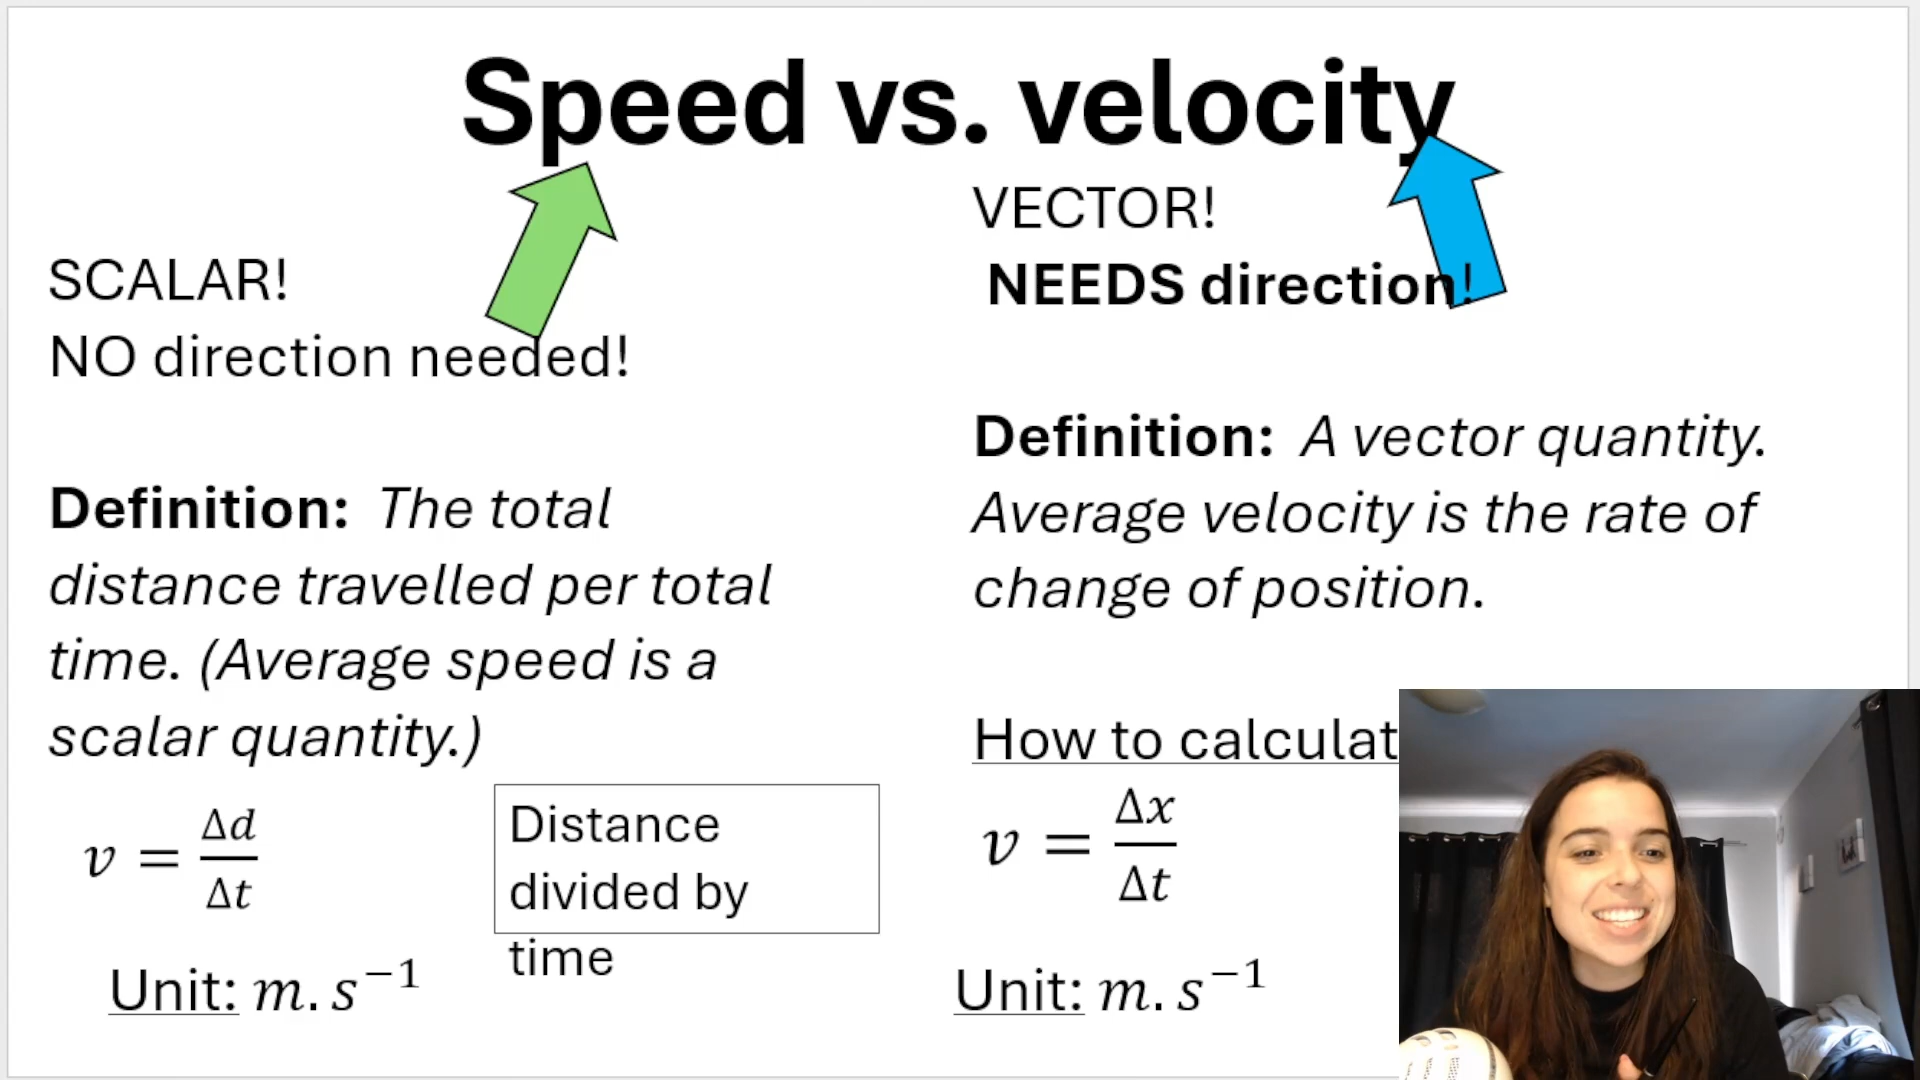 Speed vs. velocity
SCALAR!
NO direction needed!
Definition: The total
distance travelled per total
time. (Average speed is a
scalar quantity.)
v = Δd/Δt
Distance
divided by
time
Unit: m.s⁻¹
VECTOR!
NEEDS direction!
Definition: A vector quantity.
Average velocity is the rate of
change of position.
How to calculat
v = Δx/Δt
Unit: m.s⁻¹